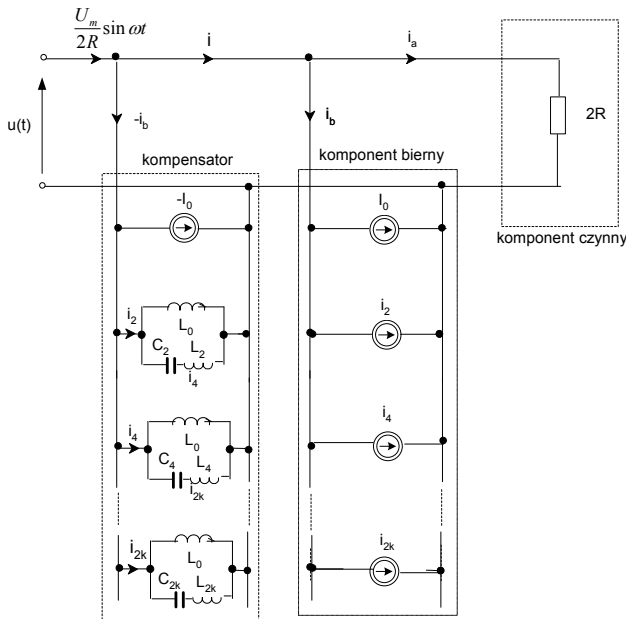 U_m/2R sin ωt
i
i_a
u(t)
-i_b
i_b
2R
kompensator
komponent bierny
komponent czynny
-I_0
I_0
i_2
L_0
C_2
L_2
i_4
i_2
i_4
L_0
C_4
L_4
i_2k
i_4
i_2k
L_0
C_2k
L_2k
i_2k